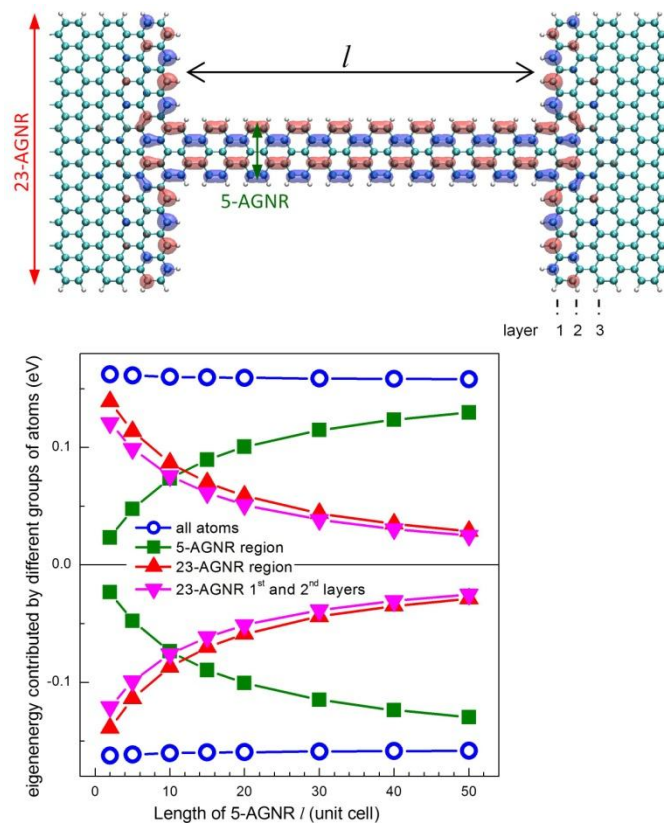 l
23-AGNR
5-AGNR
layer 1 2 3
eigenenergy contributed by different groups of atoms (eV)
0.1
0.0
-0.1
all atoms
5-AGNR region
23-AGNR region
23-AGNR 1st and 2nd layers
0 10 20 30 40 50
Length of 5-AGNR l (unit cell)